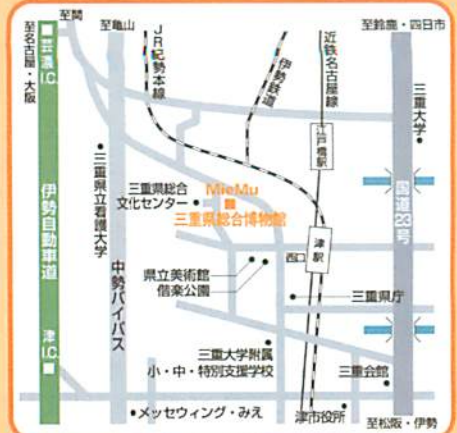 至関
至亀山
至鈴鹿・四日市
至名古屋・大阪
芸濃I.C.
JR紀勢本線
伊勢鉄道
近鉄名古屋線
江戸橋駅
三重大学
三重県立看護大学
三重県総合
文化センター
MieMu
三重県総合博物館
国道23号
伊勢自動車道
中勢バイパス
西口
津駅
県立美術館
偕楽公園
三重県庁
津I.C.
三重大学附属
小・中・特別支援学校
三重会館
メッセウィング・みえ
津市役所
至松阪・伊勢